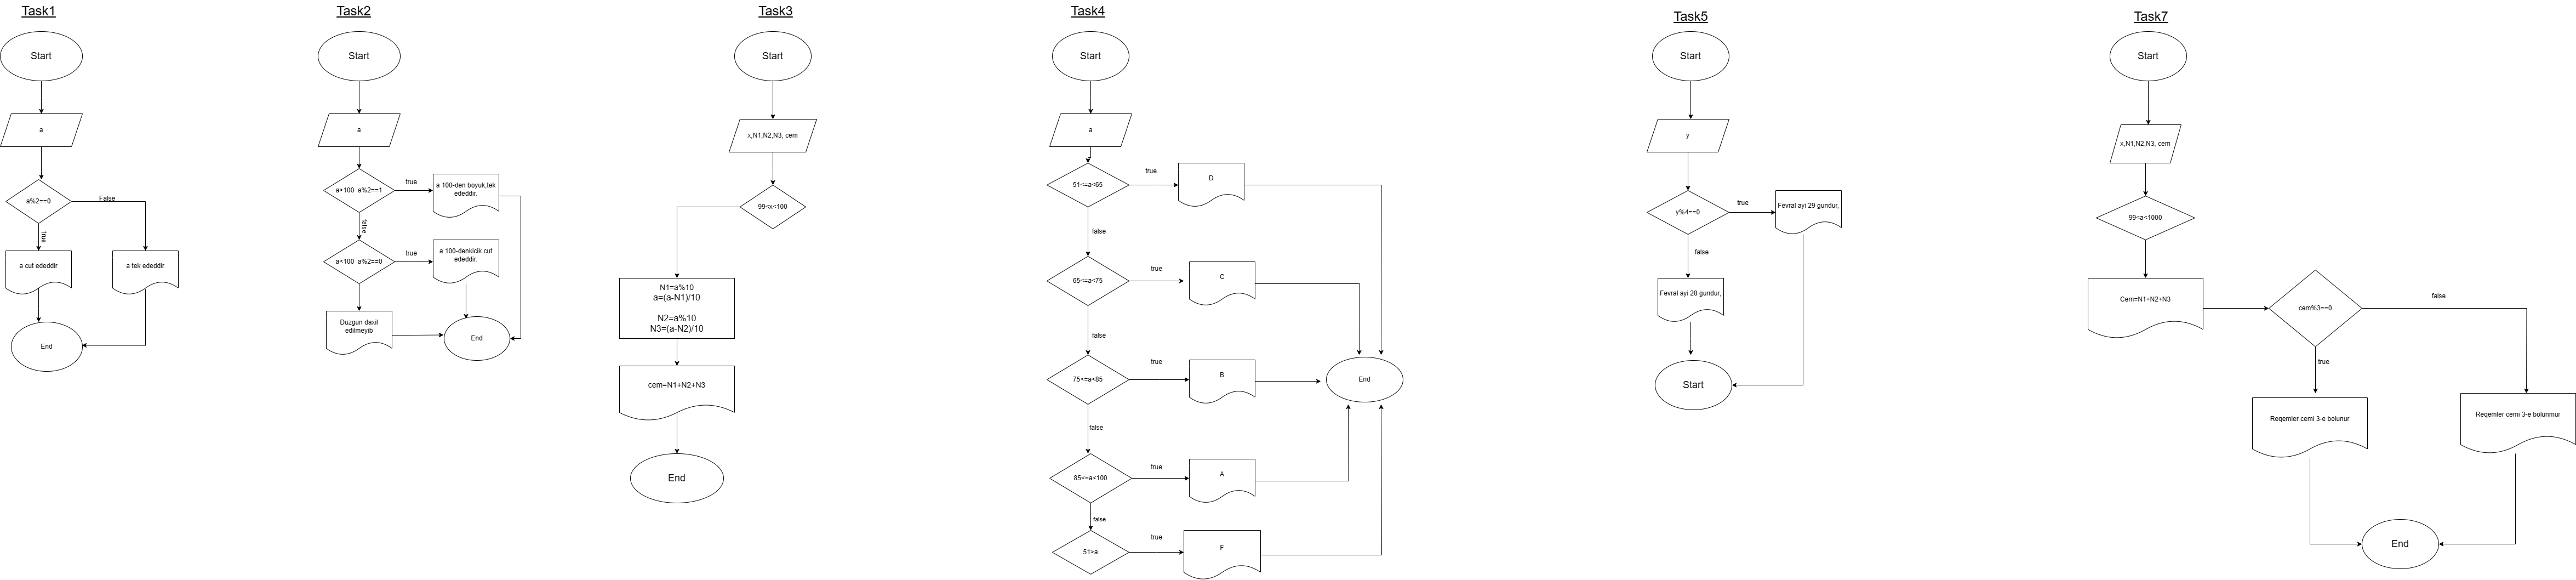 Task1
Start
a
a%2==0
False
true
a cut ededdir
a tek ededdir
End
Task2
Start
a
a>100  a%2==1
true
a 100-den boyuk,tek
ededdir.
false
a<100  a%2==0
true
a 100-denkicik cut
ededdir.
Duzgun daxil
edilmeyib
End
Task3
Start
x,N1,N2,N3, cem
99<x<100
N1=a%10
a=(a-N1)/10
N2=a%10
N3=(a-N2)/10
cem=N1+N2+N3
End
Task4
Start
a
51<=a<65
true
D
false
65<=a<75
true
C
false
75<=a<85
true
B
End
false
85<=a<100
true
A
false
51>a
true
F
Task5
Start
y
y%4==0
true
Fevral ayi 29 gundur,
false
Fevral ayi 28 gundur,
Start
Task7
Start
x,N1,N2,N3, cem
99<a<1000
Cem=N1+N2+N3
cem%3==0
false
true
Reqemler cemi 3-e bolunur
Reqemler cemi 3-e bolunmur
End